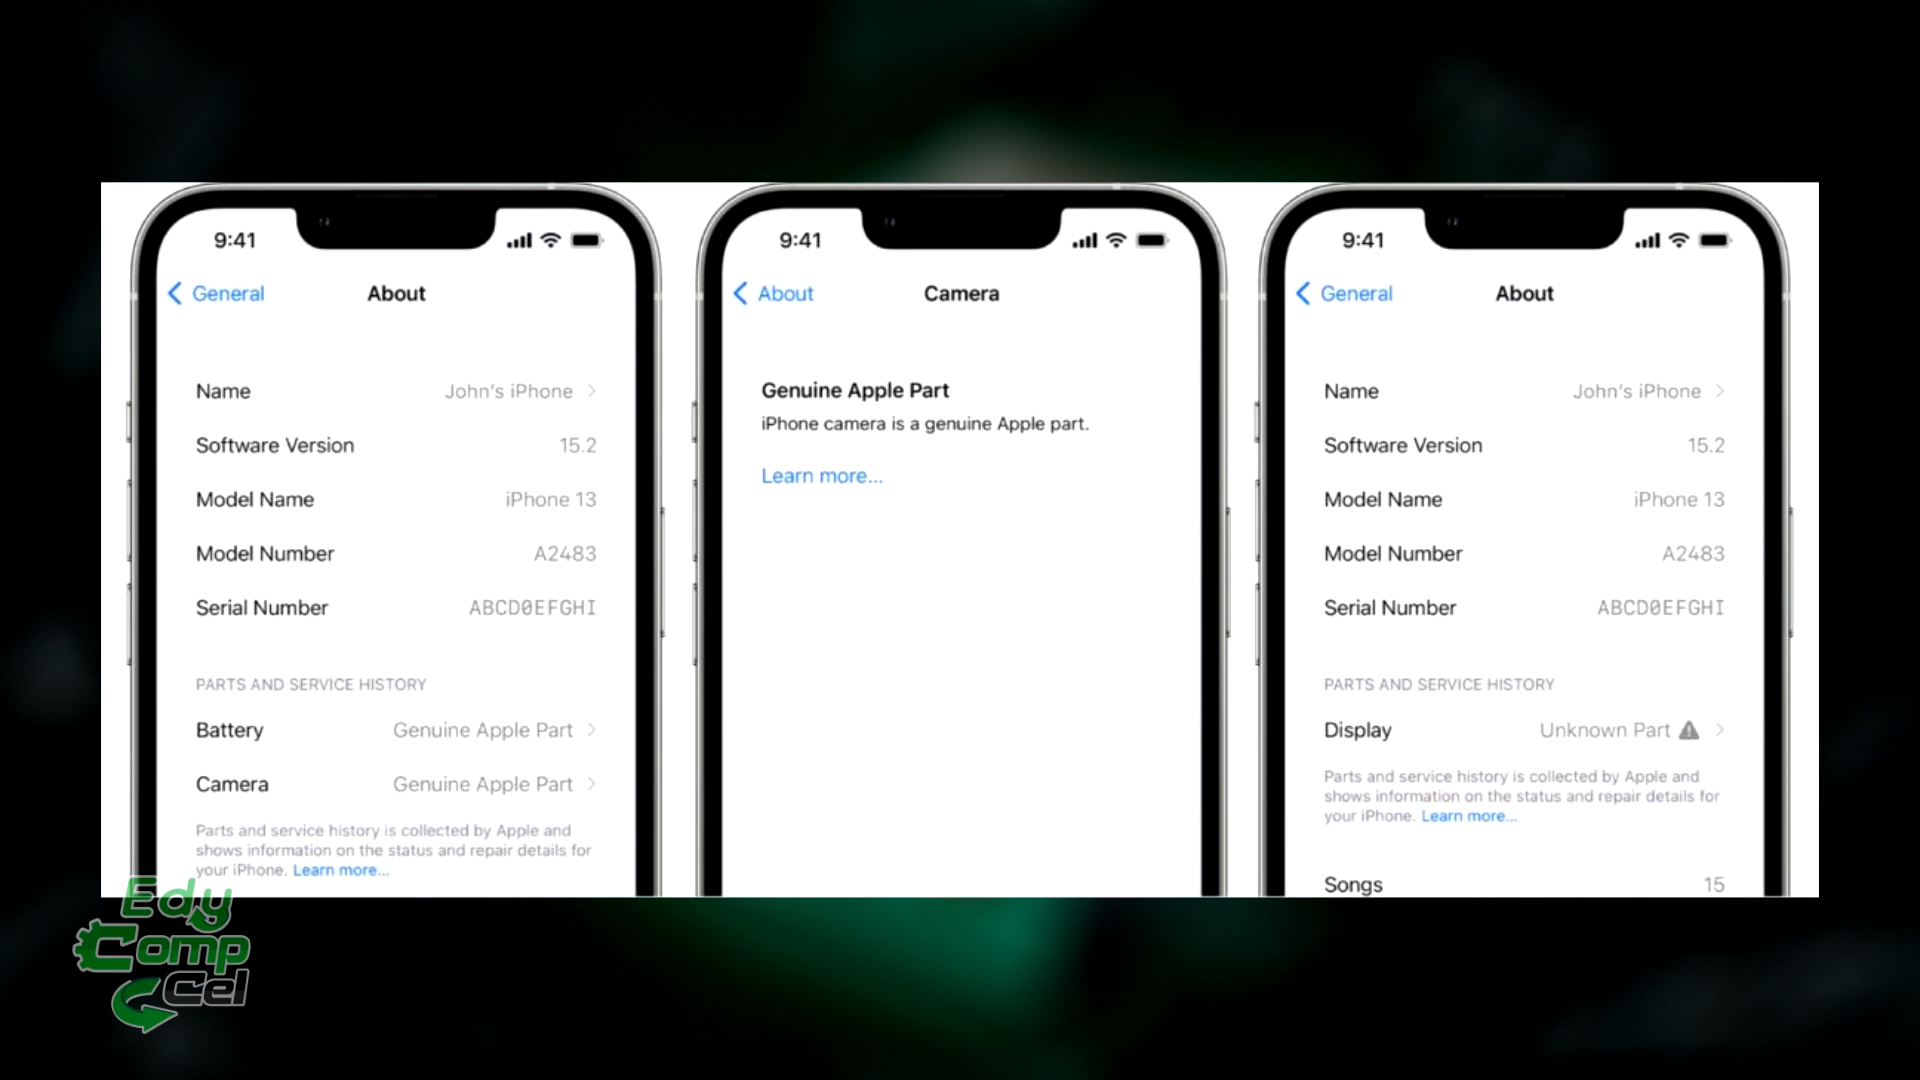 9:41
General
About
Name
John's iPhone
Software Version
15.2
Model Name
iPhone 13
Model Number
A2483
Serial Number
ABCD0EFGHI
PARTS AND SERVICE HISTORY
Battery
Genuine Apple Part
Camera
Genuine Apple Part
Parts and service history is collected by Apple and
shows information on the status and repair details for
your iPhone. Learn more...
9:41
About
Camera
Genuine Apple Part
iPhone camera is a genuine Apple part.
Learn more...
9:41
General
About
Name
John's iPhone
Software Version
15.2
Model Name
iPhone 13
Model Number
A2483
Serial Number
ABCD0EFGHI
PARTS AND SERVICE HISTORY
Display
Unknown Part
Parts and service history is collected by Apple and
shows information on the status and repair details for
your iPhone. Learn more...
Songs
15
Edy
Comp
Cel